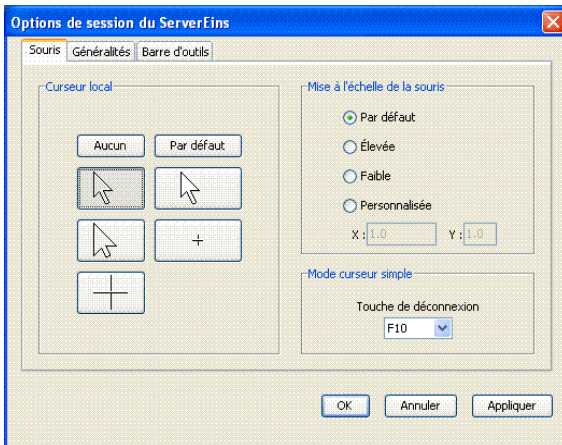 Options de session du ServerEins
Souris Généralités Barre d'outils
Curseur local
Aucun Par défaut
Mise à l'échelle de la souris
Par défaut
Élevée
Faible
Personnalisée
X : 1.0 Y : 1.0
Mode curseur simple
Touche de déconnexion
F10
OK Annuler Appliquer